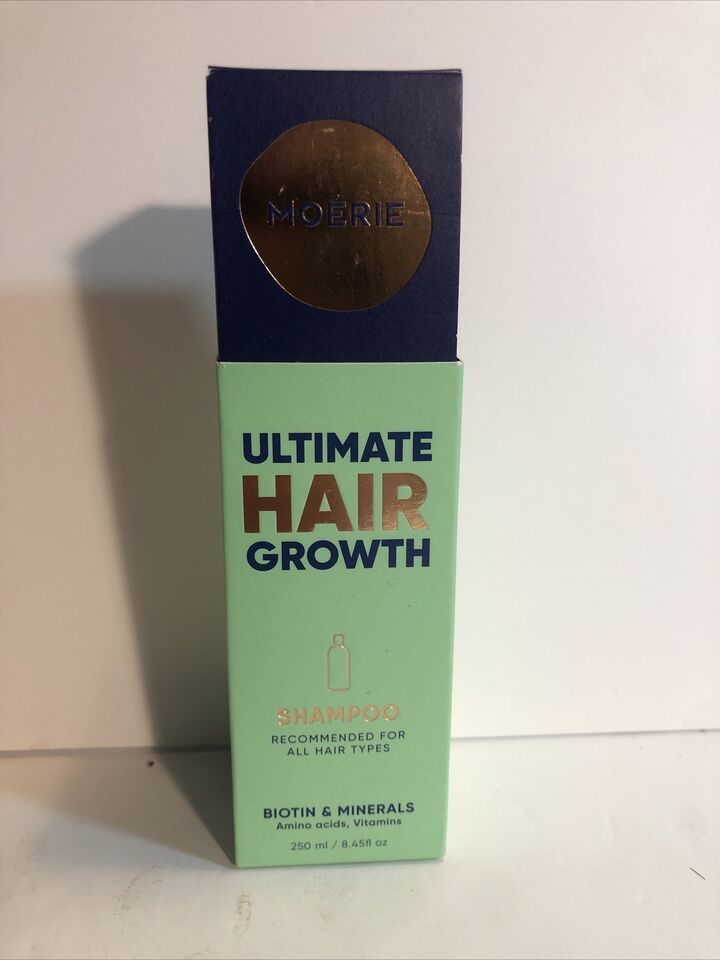 MOÉRIE
ULTIMATE
HAIR
GROWTH
SHAMPOO
RECOMMENDED FOR
ALL HAIR TYPES
BIOTIN & MINERALS
Amino acids, Vitamins
250 ml / 8.45fl oz